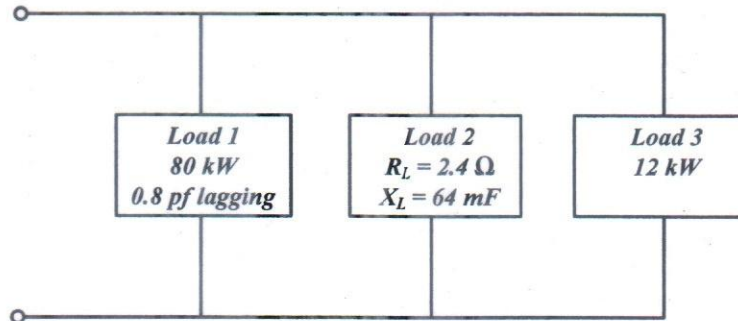 Load 1
80 kW
0.8 pf lagging
Load 2
R_L = 2.4 Ω
X_L = 64 mF
Load 3
12 kW